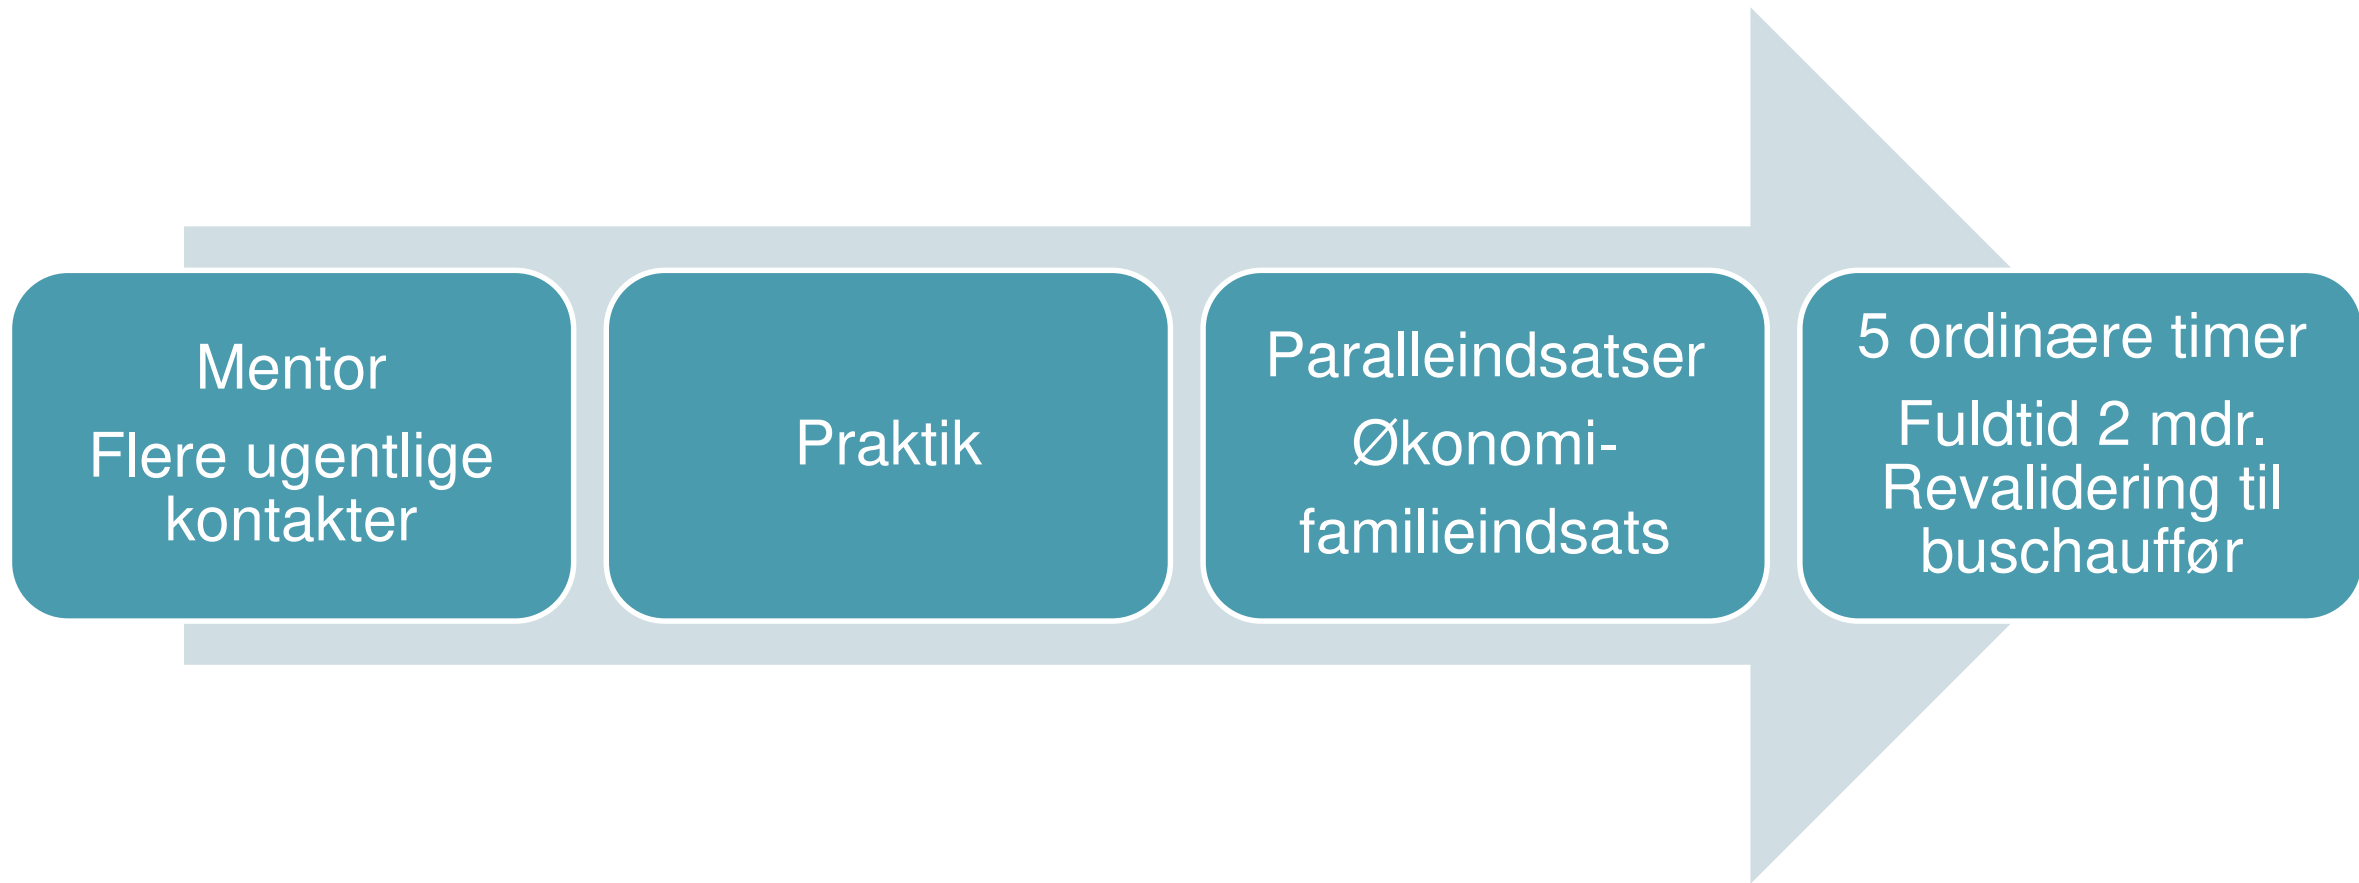 Mentor
Flere ugentlige
kontakter
Praktik
Paralleindsatser
Økonomi-
familieindsats
5 ordinære timer
Fuldtid 2 mdr.
Revalidering til
buschauffør